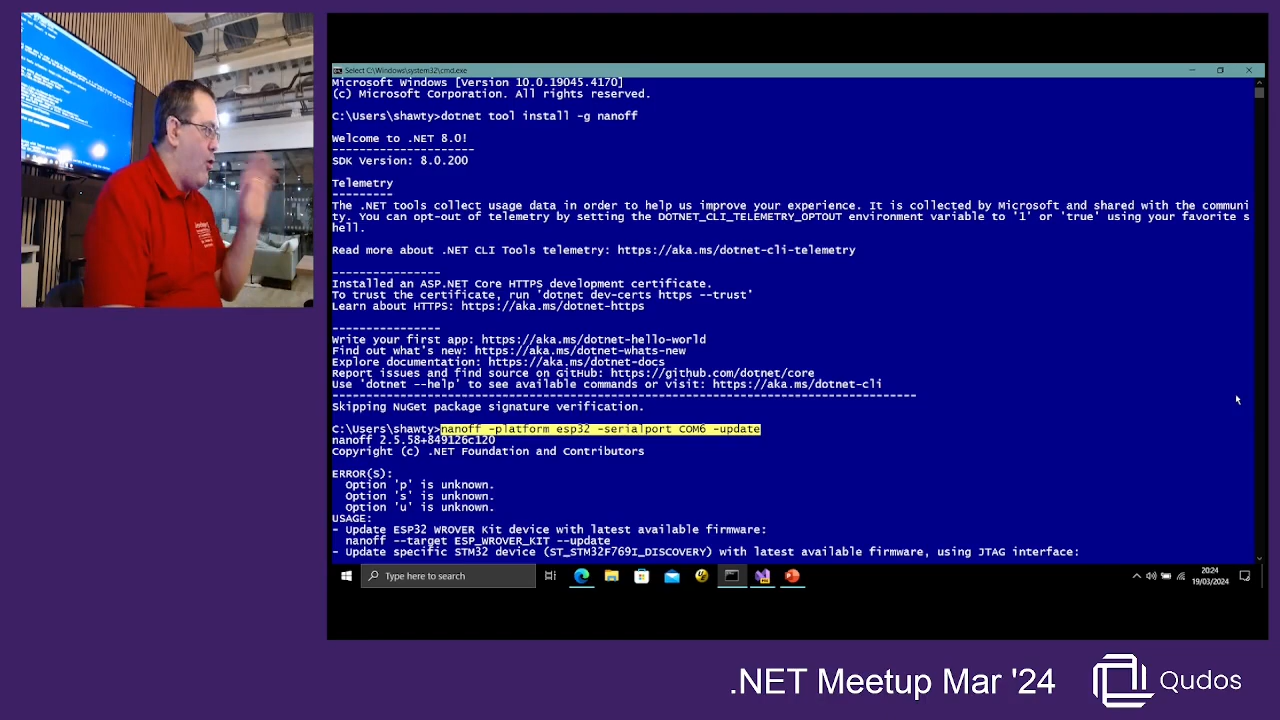 Select C:\Windows\system32\cmd.exe
Microsoft Windows [Version 10.0.19045.4170]
(c) Microsoft Corporation. All rights reserved.
C:\Users\shawty>dotnet tool install -g nanoff
Welcome to .NET 8.0!
---------------------
SDK Version: 8.0.200
Telemetry
---------
The .NET tools collect usage data in order to help us improve your experience. It is collected by Microsoft and shared with the communi
ty. You can opt-out of telemetry by setting the DOTNET_CLI_TELEMETRY_OPTOUT environment variable to '1' or 'true' using your favorite s
hell.
Read more about .NET CLI Tools telemetry: https://aka.ms/dotnet-cli-telemetry
----------------
Installed an ASP.NET Core HTTPS development certificate.
To trust the certificate, run 'dotnet dev-certs https --trust'
Learn about HTTPS: https://aka.ms/dotnet-https
----------------
Write your first app: https://aka.ms/dotnet-hello-world
Find out what's new: https://aka.ms/dotnet-whats-new
Explore documentation: https://aka.ms/dotnet-docs
Report issues and find source on GitHub: https://github.com/dotnet/core
Use 'dotnet --help' to see available commands or visit: https://aka.ms/dotnet-cli
--------------------------------------------------------------------------------------
Skipping NuGet package signature verification.
C:\Users\shawty>nanoff -platform esp32 -serialport COM6 -update
nanoff 2.5.58+849126c120
Copyright (c) .NET Foundation and Contributors
ERROR(S):
Option 'p' is unknown.
Option 's' is unknown.
Option 'u' is unknown.
USAGE:
- Update ESP32 WROVER Kit device with latest available firmware:
nanoff --target ESP_WROVER_KIT --update
- Update specific STM32 device (ST_STM32F769I_DISCOVERY) with latest available firmware, using JTAG interface:
Type here to search
20:24
19/03/2024
.NET Meetup Mar '24
Qudos